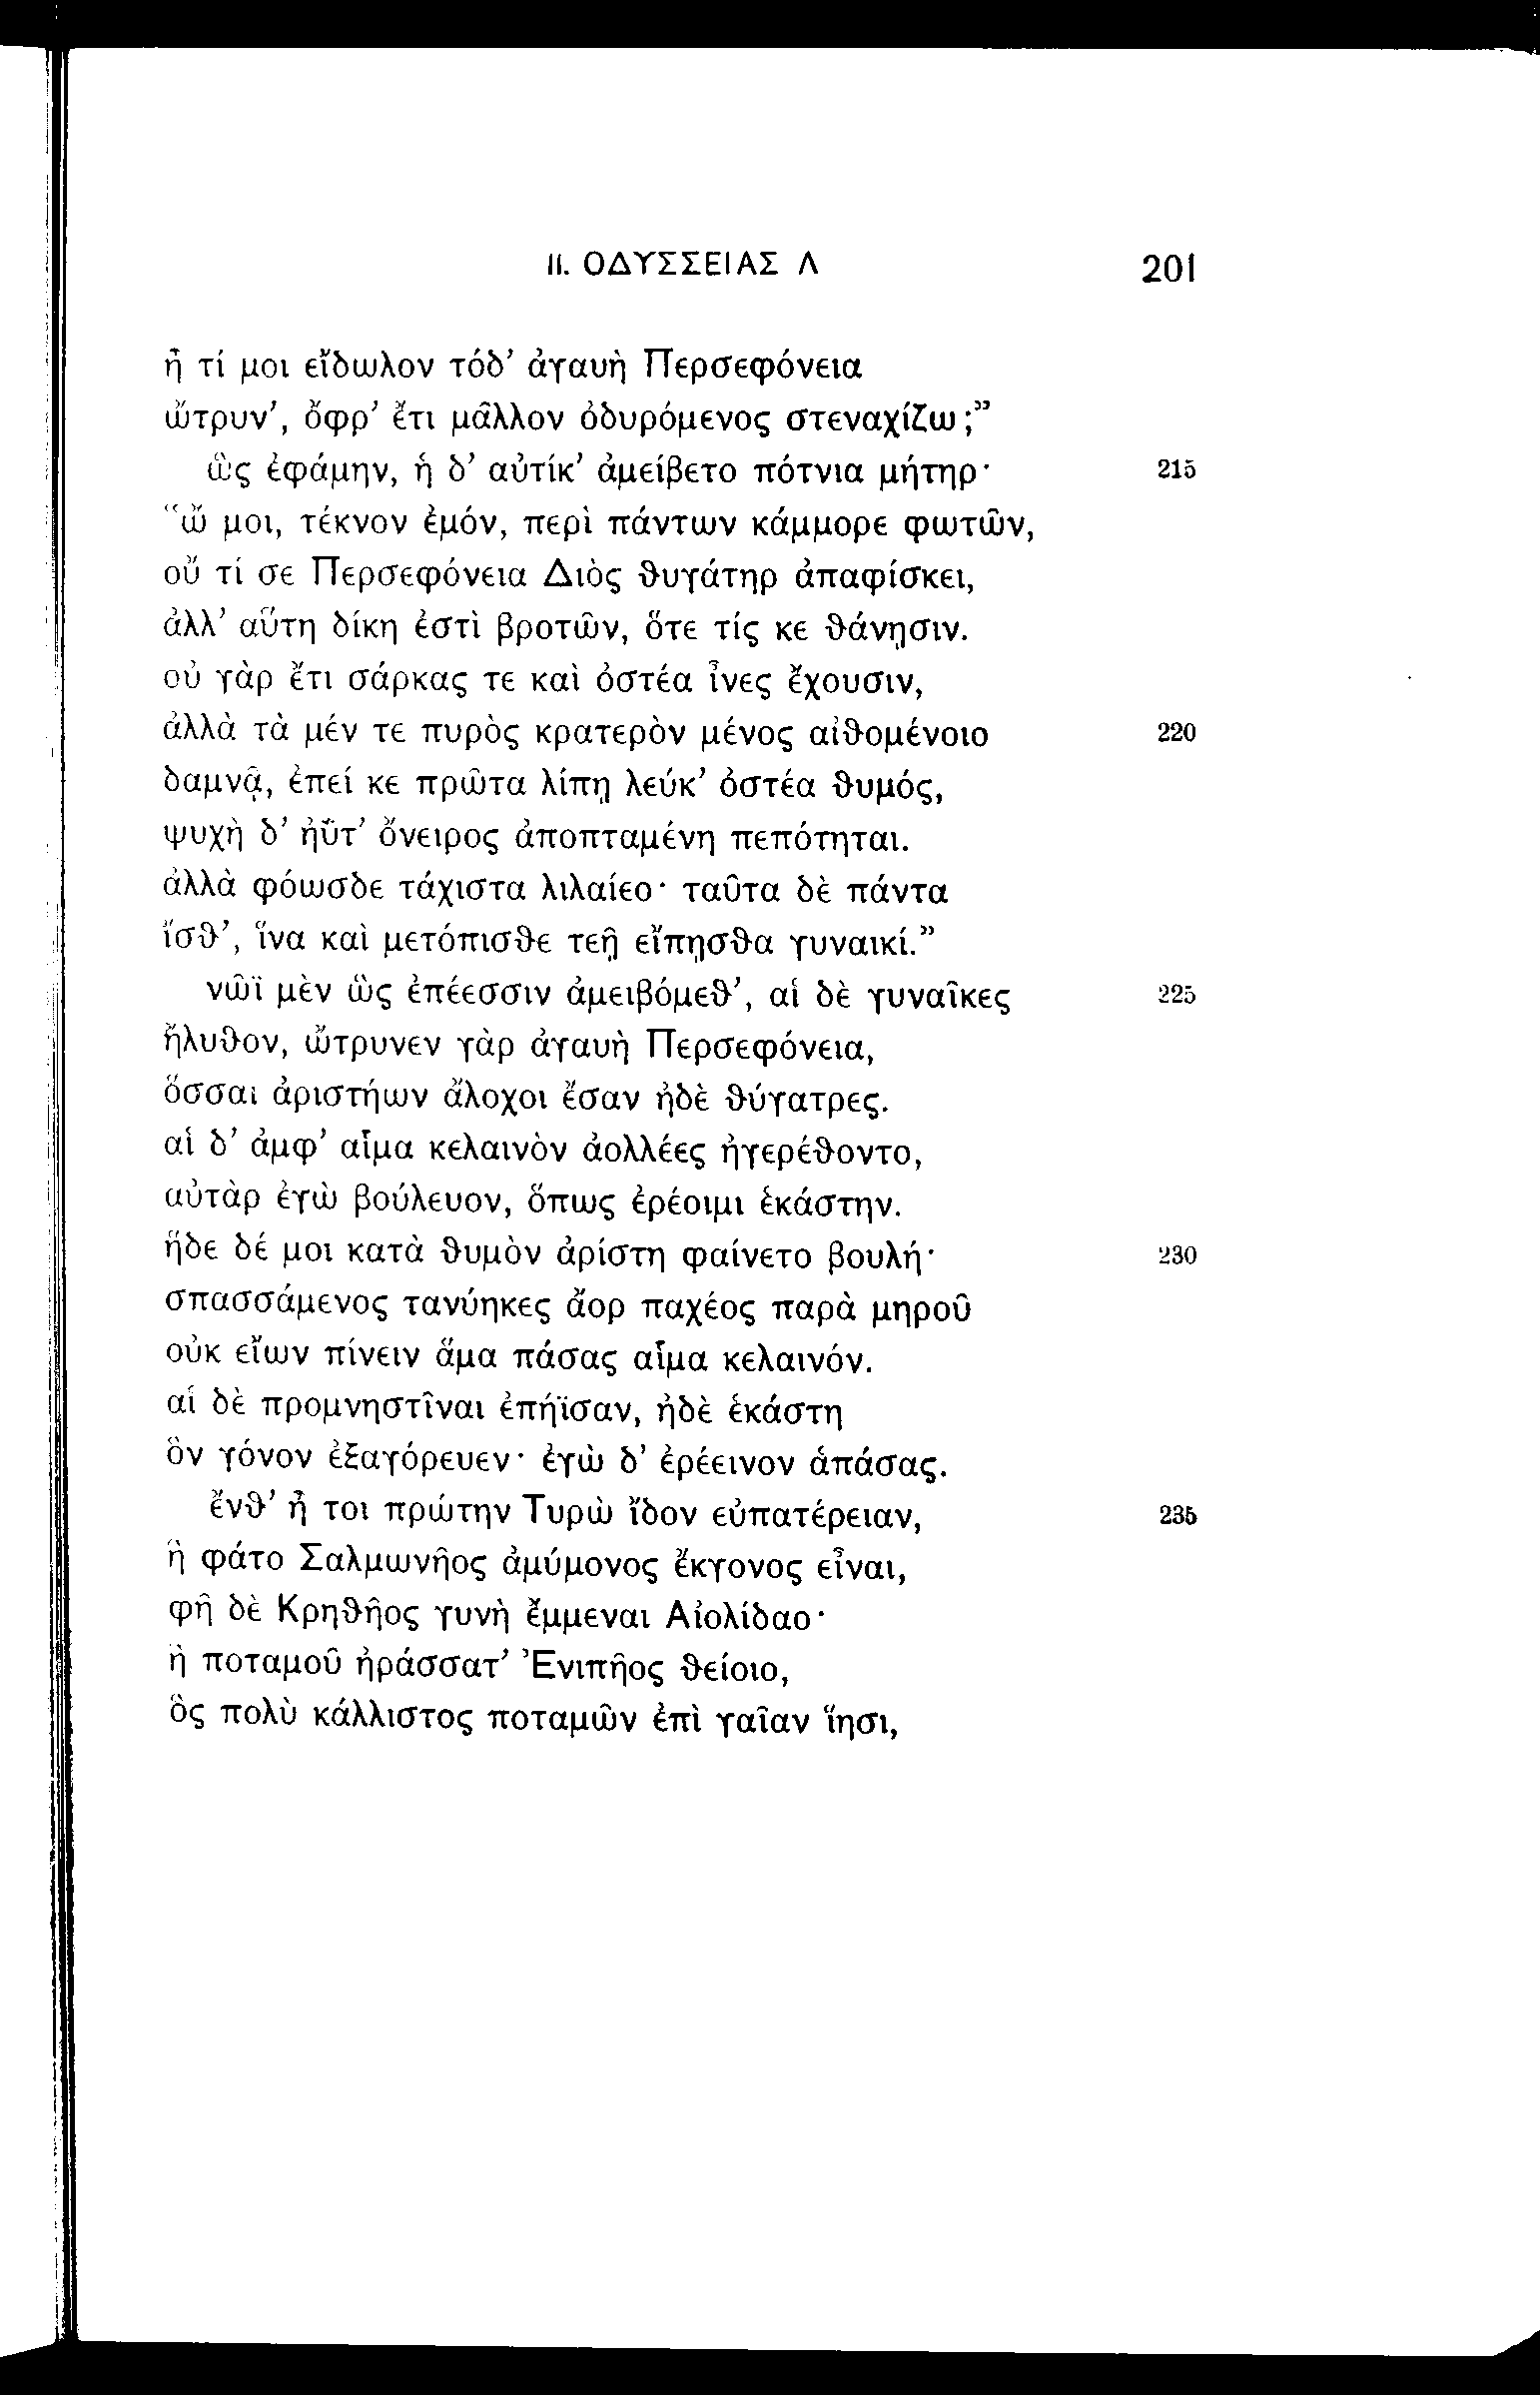 11. ΟΔΥΣΣΕΙΑΣ Λ 201
ἦ τί μοι εἴδωλον τόδ’ ἀγαυὴ Περσεφόνεια
ὤτρυν’, ὄφρ’ ἔτι μᾶλλον ὀδυρόμενος στεναχίζω;”
ὣς ἐφάμην, ἡ δ’ αὐτίκ’ ἀμείβετο πότνια μήτηρ· 215
“ὤ μοι, τέκνον ἐμόν, περὶ πάντων κάμμορε φωτῶν,
οὔ τί σε Περσεφόνεια Διὸς θυγάτηρ ἀπαφίσκει,
ἀλλ’ αὕτη δίκη ἐστὶ βροτῶν, ὅτε τίς κε θάνῃσιν.
οὐ γὰρ ἔτι σάρκας τε καὶ ὀστέα ἶνες ἔχουσιν,
ἀλλὰ τὰ μέν τε πυρὸς κρατερὸν μένος αἰθομένοιο 220
δαμνᾷ, ἐπεί κε πρῶτα λίπῃ λεύκ’ ὀστέα θυμός,
ψυχὴ δ’ ἠΰτ’ ὄνειρος ἀποπταμένη πεπότηται.
ἀλλὰ φόωσδε τάχιστα λιλαίεο· ταῦτα δὲ πάντα
ἴσθ’, ἵνα καὶ μετόπισθε τεῇ εἴπῃσθα γυναικί.”
νῶϊ μὲν ὣς ἐπέεσσιν ἀμειβόμεθ’, αἱ δὲ γυναῖκες 225
ἤλυθον, ὤτρυνεν γὰρ ἀγαυὴ Περσεφόνεια,
ὅσσαι ἀριστήων ἄλοχοι ἔσαν ἠδὲ θύγατρες.
αἱ δ’ ἀμφ’ αἷμα κελαινὸν ἀολλέες ἠγερέθοντο,
αὐτὰρ ἐγὼ βούλευον, ὅπως ἐρέοιμι ἑκάστην.
ἥδε δέ μοι κατὰ θυμὸν ἀρίστη φαίνετο βουλή· 230
σπασσάμενος τανύηκες ἄορ παχέος παρὰ μηροῦ
οὐκ εἴων πίνειν ἅμα πάσας αἷμα κελαινόν.
αἱ δὲ προμνηστῖναι ἐπήϊσαν, ἠδὲ ἑκάστη
ὃν γόνον ἐξαγόρευεν· ἐγὼ δ’ ἐρέεινον ἁπάσας.
ἔνθ’ ἦ τοι πρώτην Τυρὼ ἴδον εὐπατέρειαν, 235
ἣ φάτο Σαλμωνῆος ἀμύμονος ἔκγονος εἶναι,
φῆ δὲ Κρηθῆος γυνὴ ἔμμεναι Αἰολίδαο·
ἣ ποταμοῦ ἠράσσατ’ Ἐνιπῆος θείοιο,
ὃς πολὺ κάλλιστος ποταμῶν ἐπὶ γαῖαν ἵησι,